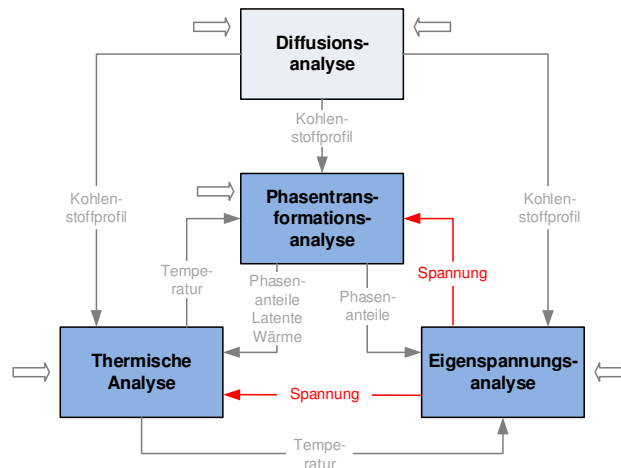 Diffusions-
analyse
Kohlen-
stoffprofil
Kohlen-
stoffprofil
Kohlen-
stoffprofil
Phasentrans-
formations-
analyse
Spannung
Tempe-
ratur
Phasen-
anteile
Latente
Wärme
Phasen-
anteile
Thermische
Analyse
Spannung
Eigenspannungs-
analyse
Tempe-
ratur